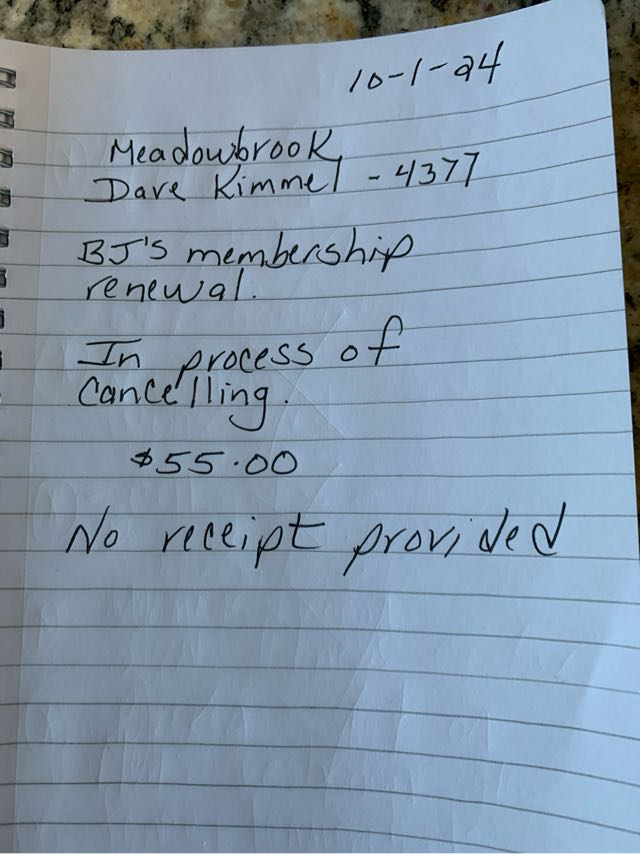 10-1-24
Meadowbrook
Dave Kimmel - 4377
BJ's membership
renewal.
In process of
Cancelling.
$55.00
No receipt provided